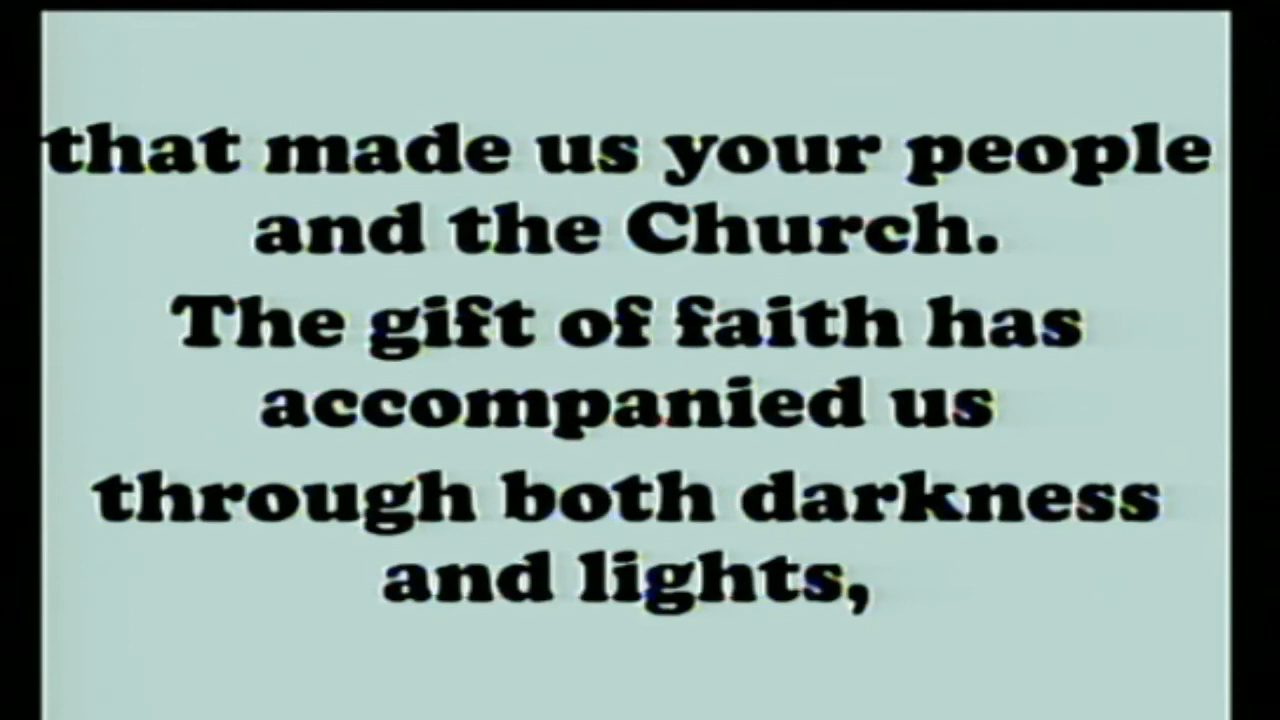 that made us your people
and the Church.
The gift of faith has
accompanied us
through both darkness
and lights,